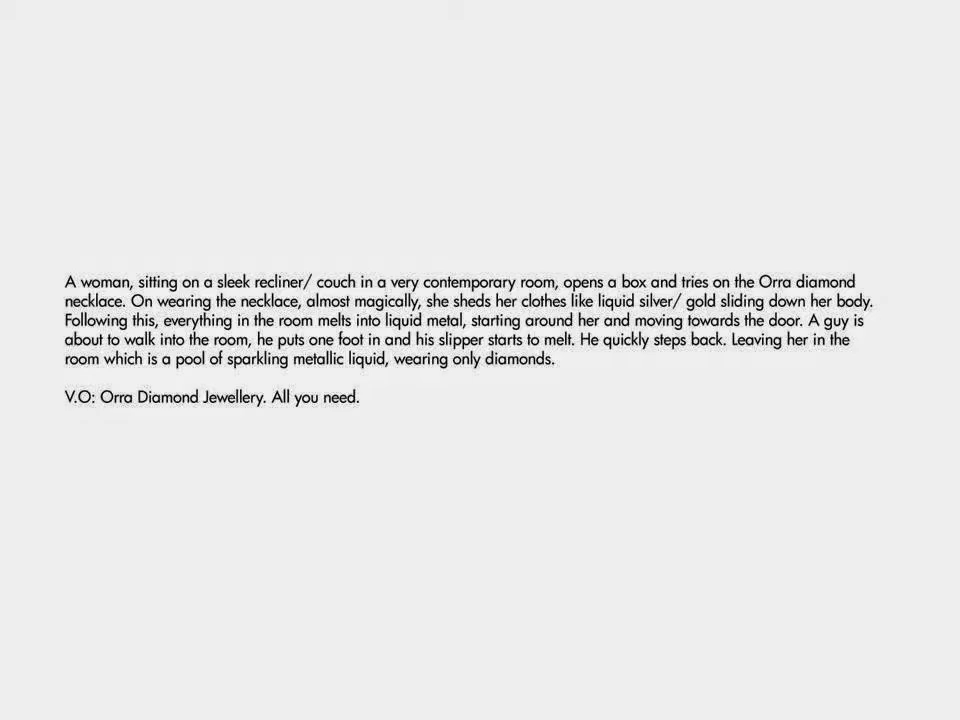 A woman, sitting on a sleek recliner/ couch in a very contemporary room, opens a box and tries on the Orra diamond
necklace. On wearing the necklace, almost magically, she sheds her clothes like liquid silver/ gold sliding down her body.
Following this, everything in the room melts into liquid metal, starting around her and moving towards the door. A guy is
about to walk into the room, he puts one foot in and his slipper starts to melt. He quickly steps back. Leaving her in the
room which is a pool of sparkling metallic liquid, wearing only diamonds.
V.O: Orra Diamond Jewellery. All you need.